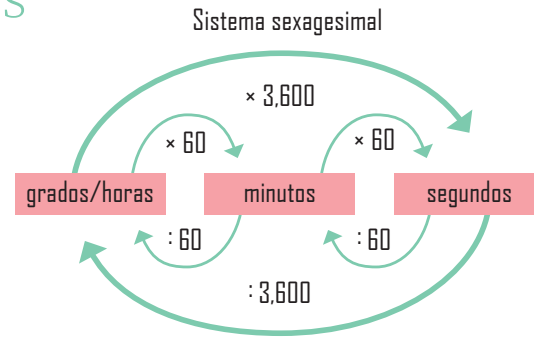 S
Sistema sexagesimal
× 3,600
× 60 × 60
grados/horas minutos segundos
: 60 : 60
: 3,600